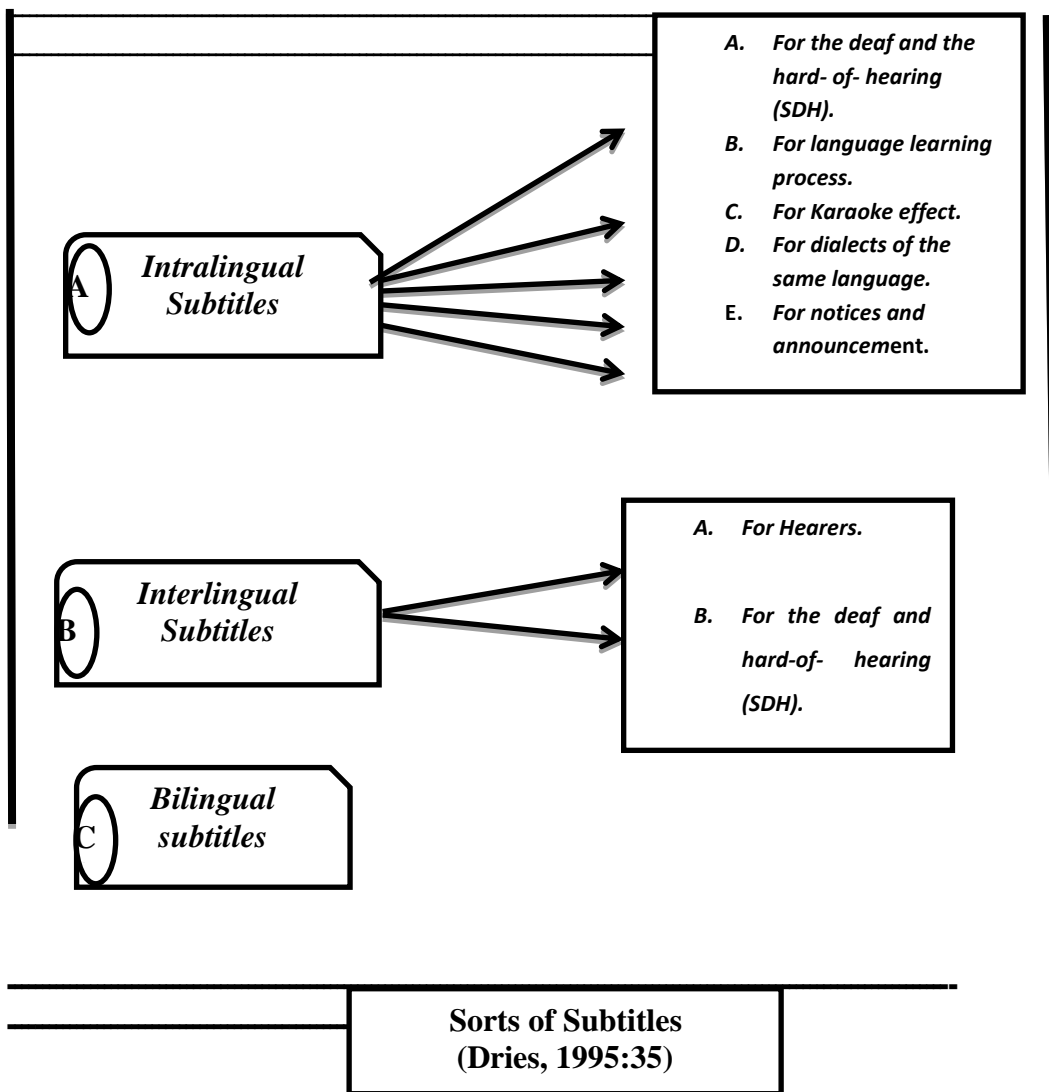 A. For the deaf and the
hard- of- hearing
(SDH).
B. For language learning
process.
C. For Karaoke effect.
D. For dialects of the
same language.
E. For notices and
announcement.
A
Intralingual
Subtitles
A. For Hearers.
B. For the deaf and
hard-of- hearing
(SDH).
B
Interlingual
Subtitles
C
Bilingual
subtitles
Sorts of Subtitles
(Dries, 1995:35)